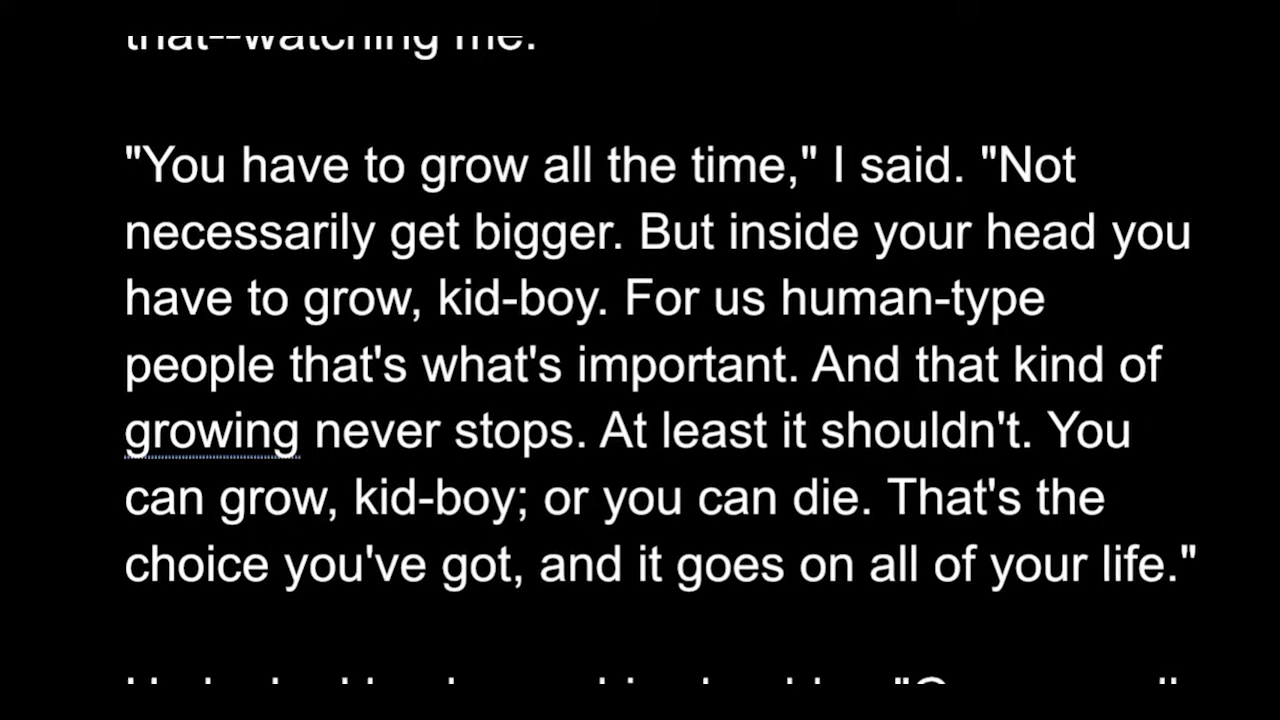 that--watching me.
"You have to grow all the time," I said. "Not
necessarily get bigger. But inside your head you
have to grow, kid-boy. For us human-type
people that's what's important. And that kind of
growing never stops. At least it shouldn't. You
can grow, kid-boy; or you can die. That's the
choice you've got, and it goes on all of your life."